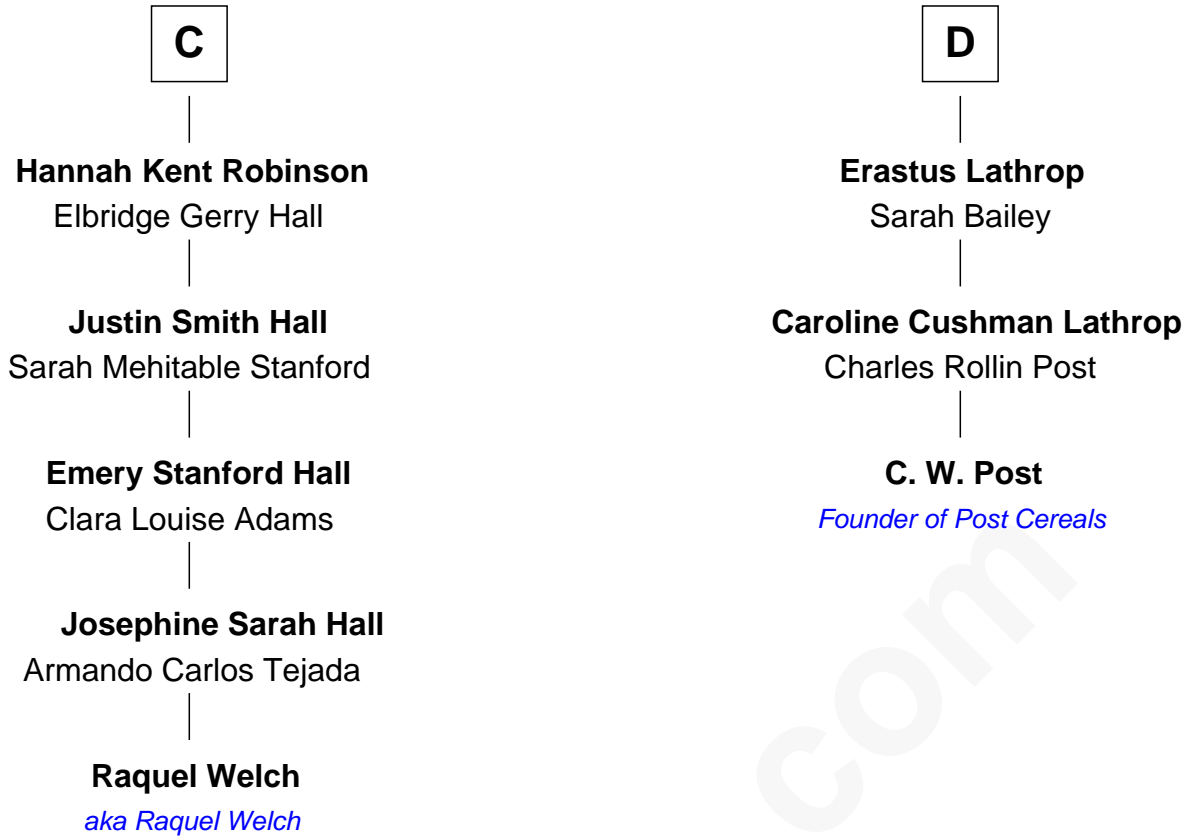 C
Hannah Kent Robinson
Elbridge Gerry Hall
Justin Smith Hall
Sarah Mehitable Stanford
Emery Stanford Hall
Clara Louise Adams
Josephine Sarah Hall
Armando Carlos Tejada
Raquel Welch
aka Raquel Welch
D
Erastus Lathrop
Sarah Bailey
Caroline Cushman Lathrop
Charles Rollin Post
C. W. Post
Founder of Post Cereals
com